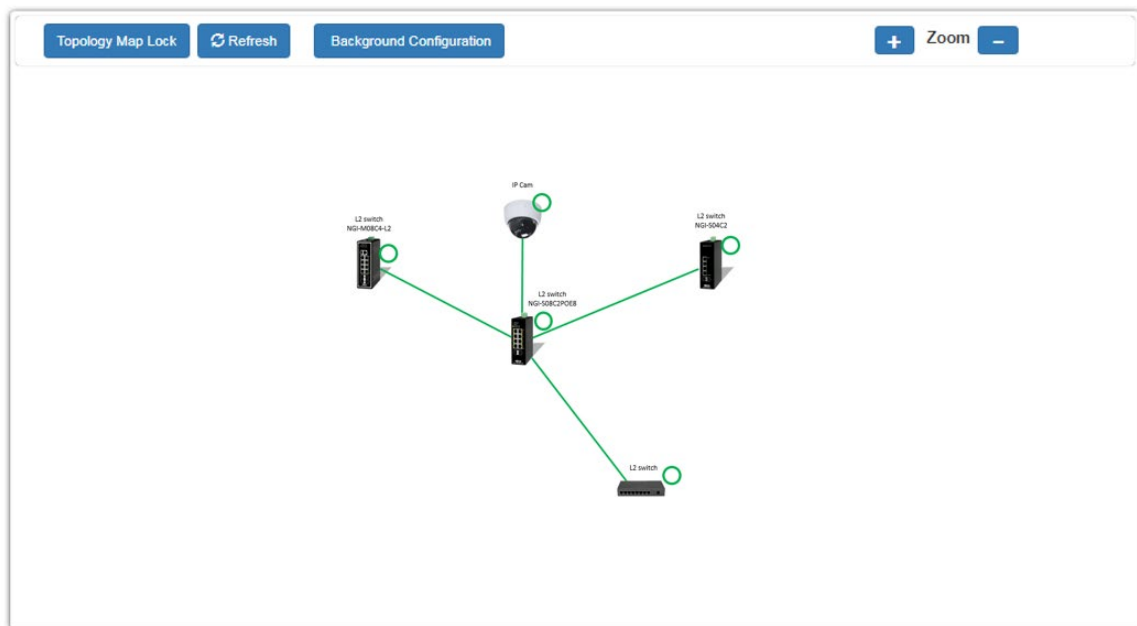 Topology Map Lock
Refresh
Background Configuration
+ Zoom −
IP Cam
L2 switch
NGI-M08C4-L2
L2 switch
NGI-S04C2
L2 switch
NGI-S08C2POE8
L2 switch